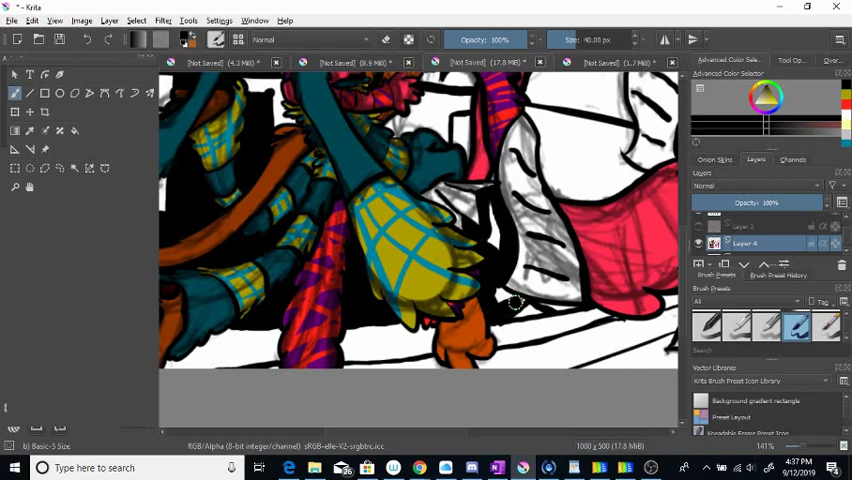 * - Krita
File Edit View Image Layer Select Filter Tools Settings Window Help
Normal Opacity: 100% Size: 40.00 px
[Not Saved] (4.3 MiB) * [Not Saved] (8.9 MiB) * [Not Saved] (17.8 MiB) * [Not Saved] (1.7 MiB) *
Advanced Color Sele... Tool Op... Over...
Advanced Color Selector
Onion Skins Layers Channels
Layers
Normal
Opacity: 100%
Layer 2
Layer 4
Brush Presets Brush Preset History
Brush Presets
All Tag
Search
Vector Libraries
Krita Brush Preset Icon Library
Background gradient rectangle
Preset Layout
Knoeadable Eraser Preset Icon
b) Basic-5 Size RGB/Alpha (8-bit integer/channel) sRGB-elle-V2-srgbtrc.icc 1000 x 500 (17.8 MiB) 141%
Type here to search 26 4:37 PM
9/12/2019 4